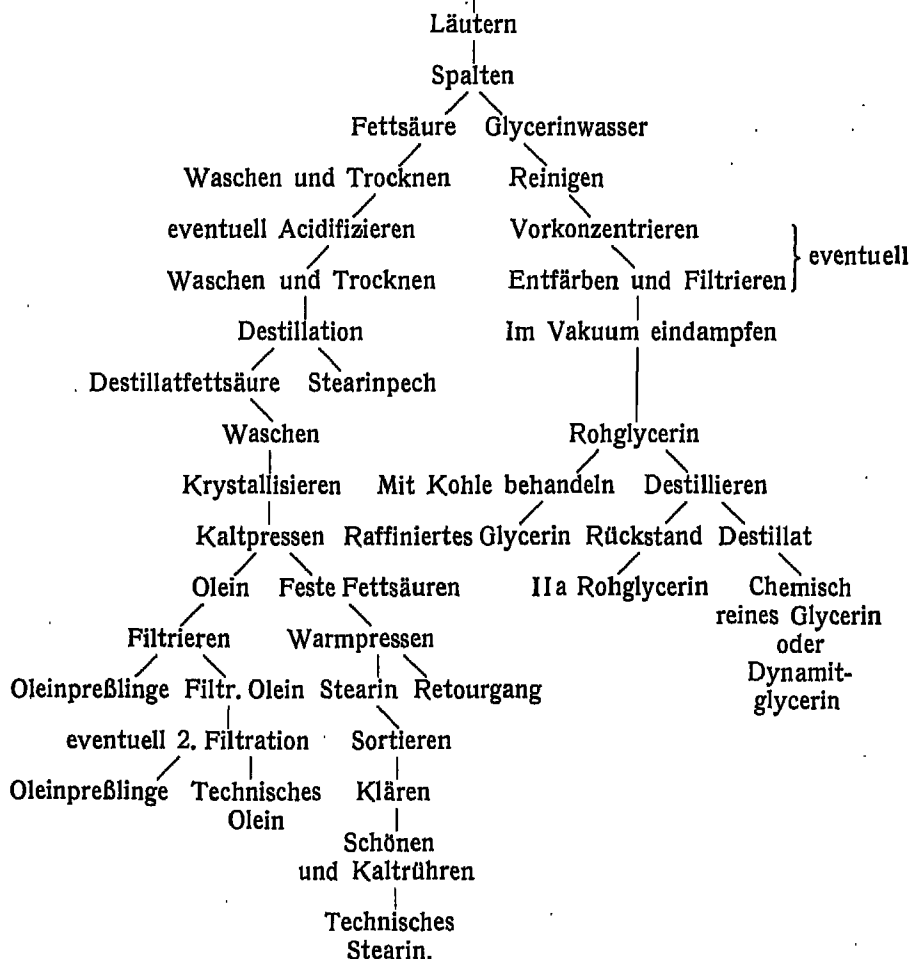 Läutern
Spalten
Fettsäure Glycerinwasser
Waschen und Trocknen Reinigen
eventuell Acidifizieren Vorkonzentrieren
eventuell
Waschen und Trocknen Entfärben und Filtrieren
Destillation Im Vakuum eindampfen
Destillatfettsäure Stearinpech
Waschen Rohglycerin
Krystallisieren Mit Kohle behandeln Destillieren
Kaltpressen Raffiniertes Glycerin Rückstand Destillat
Olein Feste Fettsäuren IIa Rohglycerin Chemisch
reines Glycerin
Filtrieren Warmpressen oder
Dynamit-
Oleinpreßlinge Filtr. Olein Stearin Retourgang glycerin
eventuell 2. Filtration Sortieren
Oleinpreßlinge Technisches Klären
Olein
Schönen
und Kaltrühren
Technisches
Stearin.